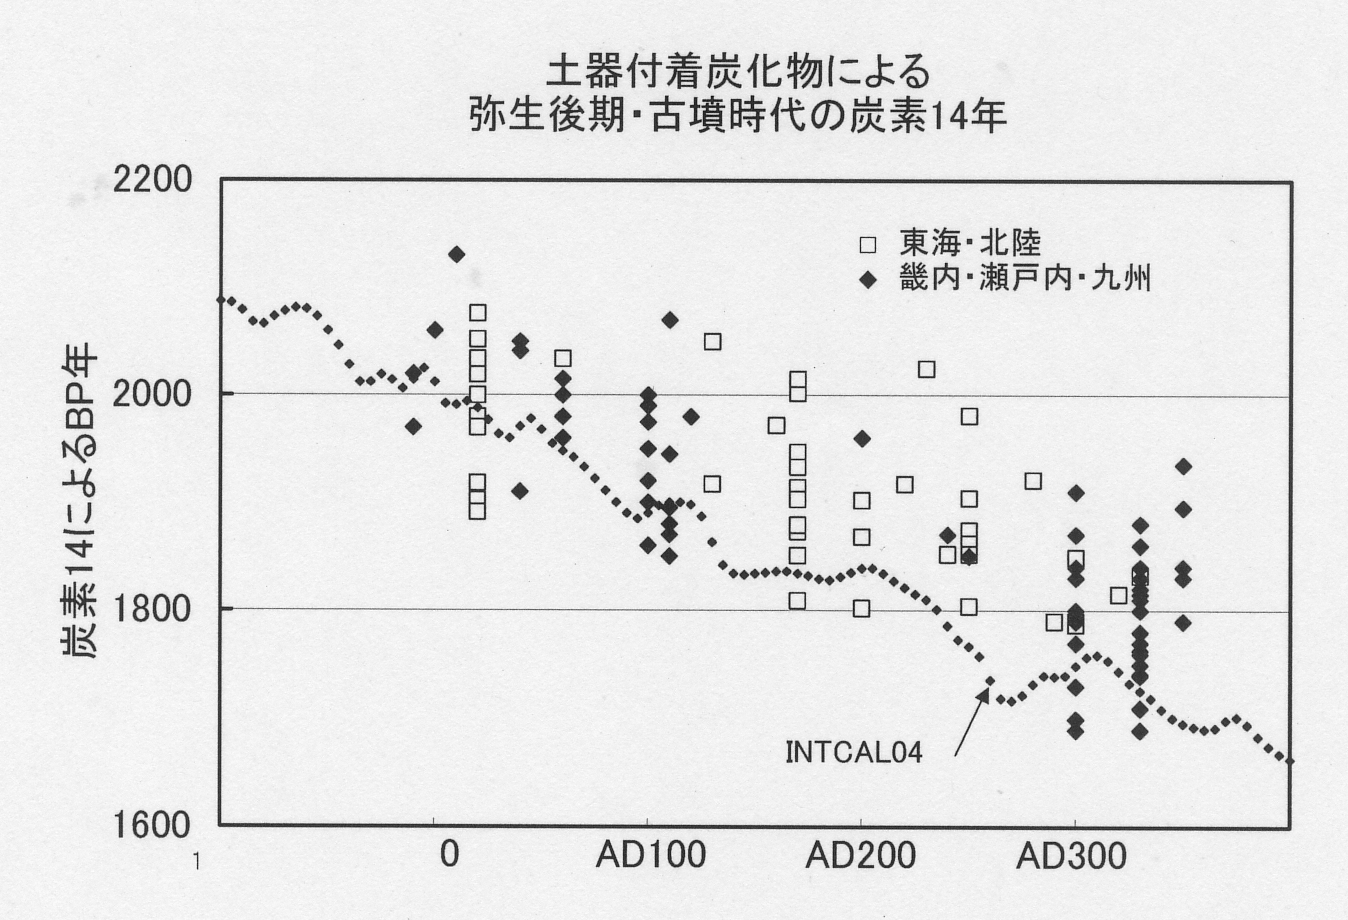 土器付着炭化物による
弥生後期・古墳時代の炭素14年
炭素14によるBP年
2200
2000
1800
1600
東海・北陸
畿内・瀬戸内・九州
INTCAL04
1
0
AD100
AD200
AD300